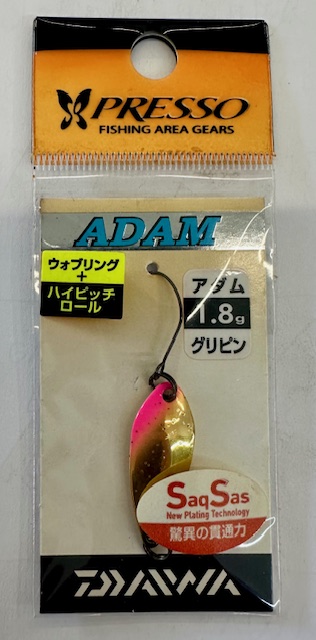 PRESSO
FISHING AREA GEARS
ADAM
ウォブリング
+
ハイピッチ
ロール
アダム
1.8g
グリピン
SaqSas
New Plating Technology
驚異の貫通力
DAIWA